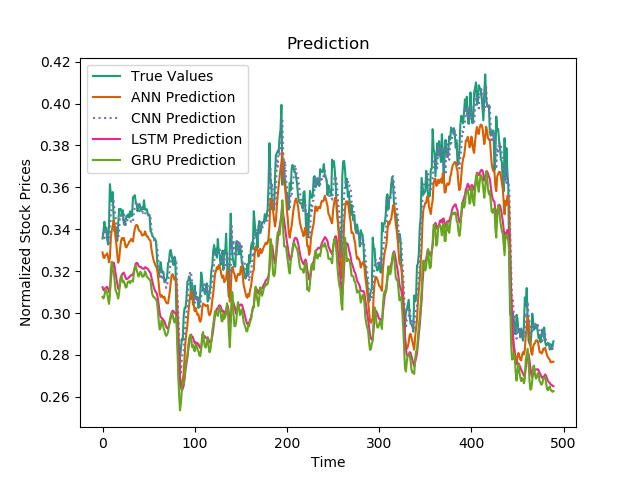 Prediction
True Values
ANN Prediction
CNN Prediction
LSTM Prediction
GRU Prediction
Normalized Stock Prices
0.42
0.40
0.38
0.36
0.34
0.32
0.30
0.28
0.26
0 100 200 300 400 500
Time